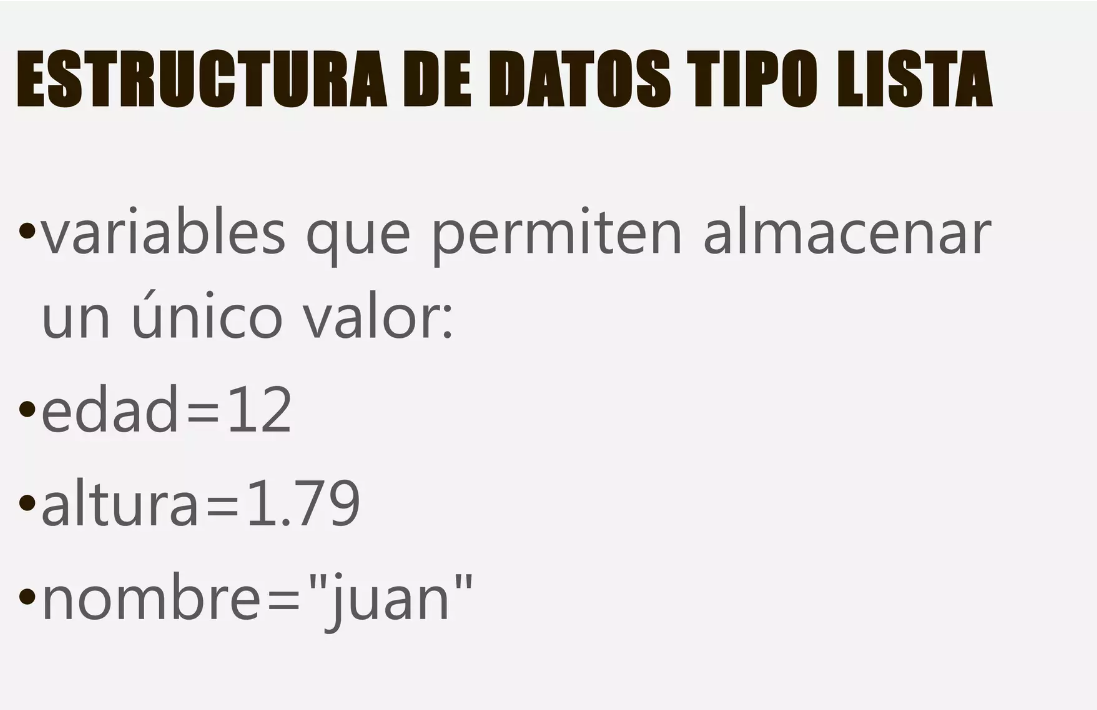 ESTRUCTURA DE DATOS TIPO LISTA
•variables que permiten almacenar
un único valor:
•edad=12
•altura=1.79
•nombre="juan"